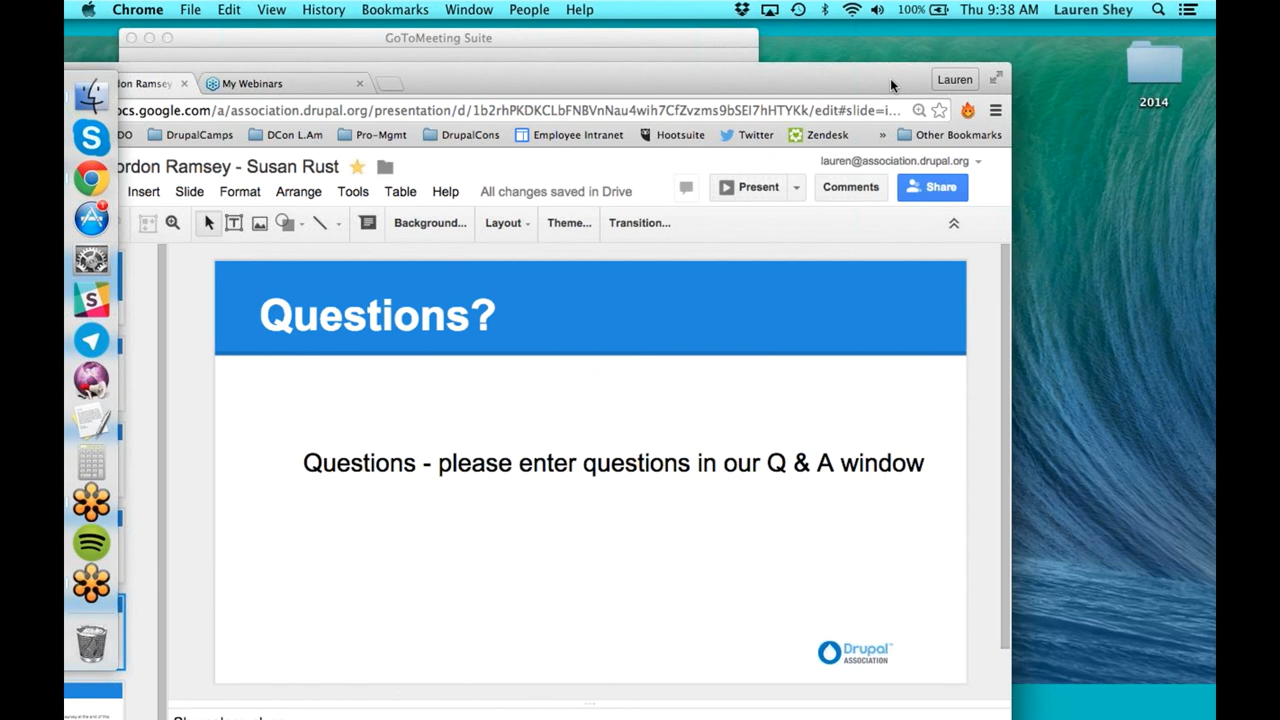 Chrome File Edit View History Bookmarks Window People Help 100% Thu 9:38 AM Lauren Shey
GoToMeeting Suite
2014
don Ramsey × My Webinars × Lauren
ocs.google.com/a/association.drupal.org/presentation/d/1b2rhPKDKCLbFNBVnNau4wih7CfZvzms9bSEI7hHTYKk/edit#slide=i...
DO DrupalCamps DCon L.Am Pro-Mgmt DrupalCons Employee Intranet Hootsuite Twitter Zendesk » Other Bookmarks
ordon Ramsey - Susan Rust
lauren@association.drupal.org
Insert Slide Format Arrange Tools Table Help All changes saved in Drive
Present Comments Share
Background... Layout Theme... Transition...
Questions?
Questions - please enter questions in our Q & A window
Drupal
ASSOCIATION